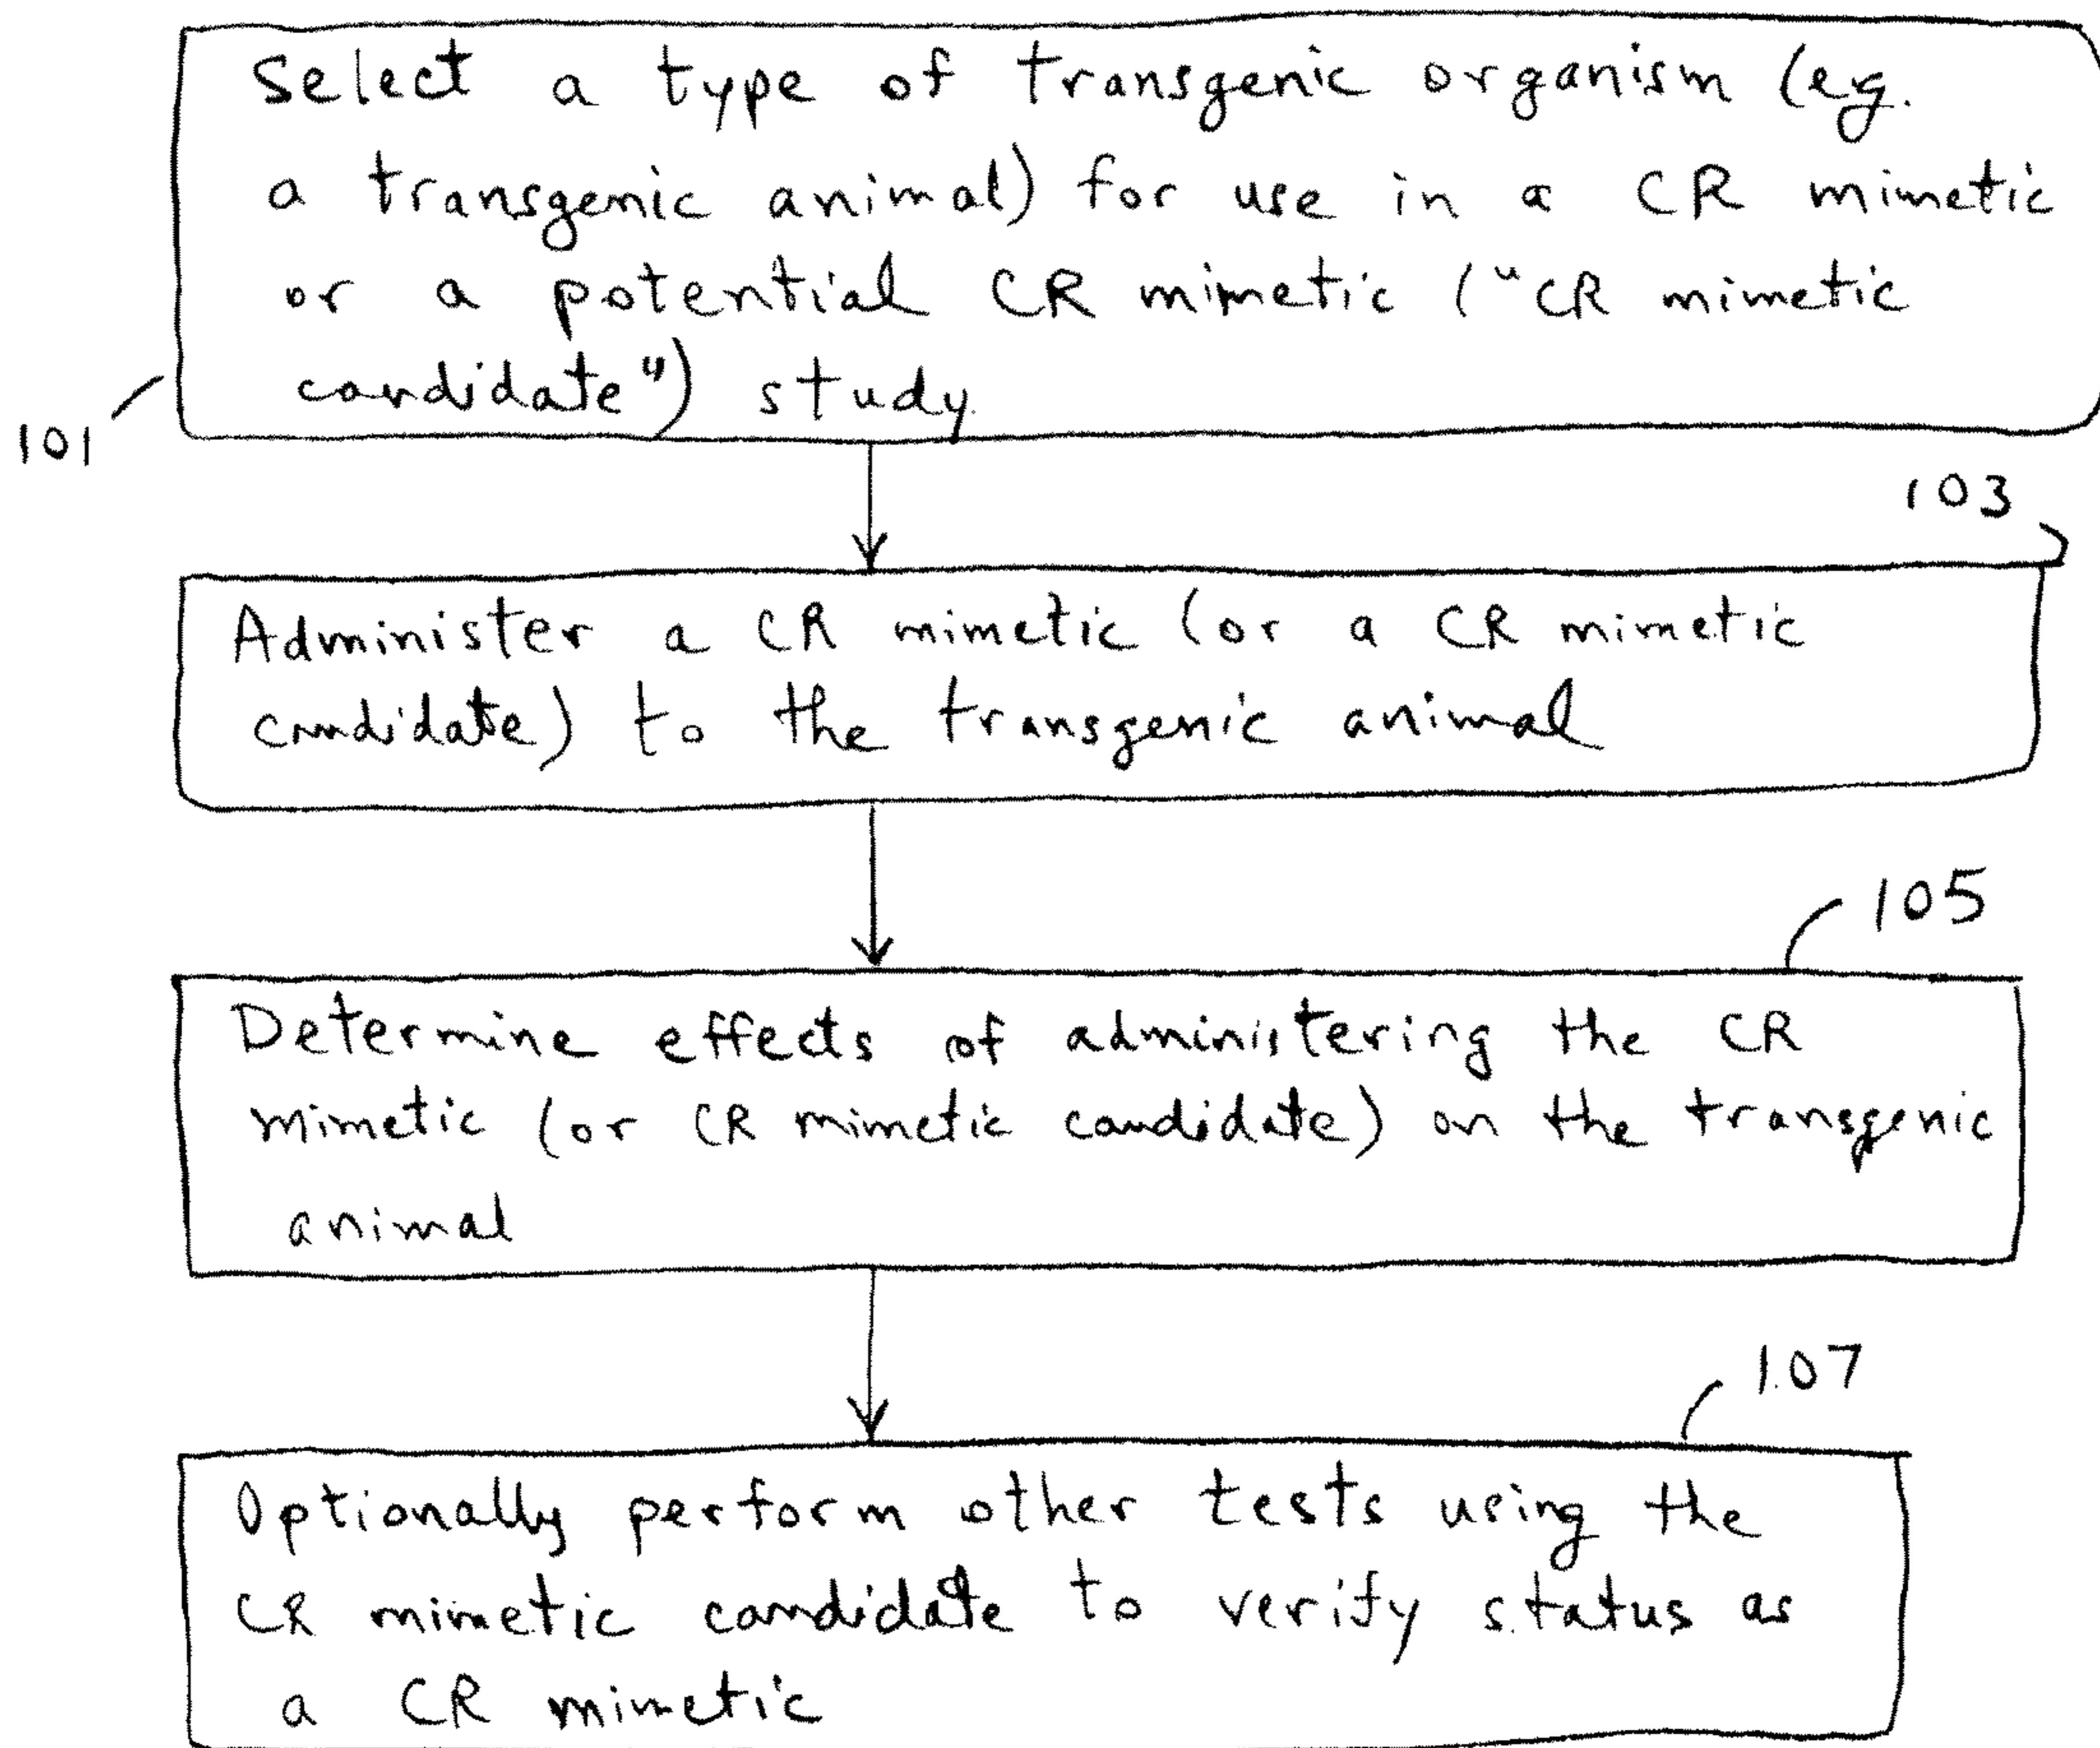 Select a type of transgenic organism (eg.
a transgenic animal) for use in a CR mimetic
or a potential CR mimetic ("CR mimetic
candidate") study
101
103
Administer a CR mimetic (or a CR mimetic
candidate) to the transgenic animal
105
Determine effects of administering the CR
mimetic (or CR mimetic candidate) on the transgenic
animal
107
Optionally perform other tests using the
CR mimetic candidate to verify status as
a CR mimetic